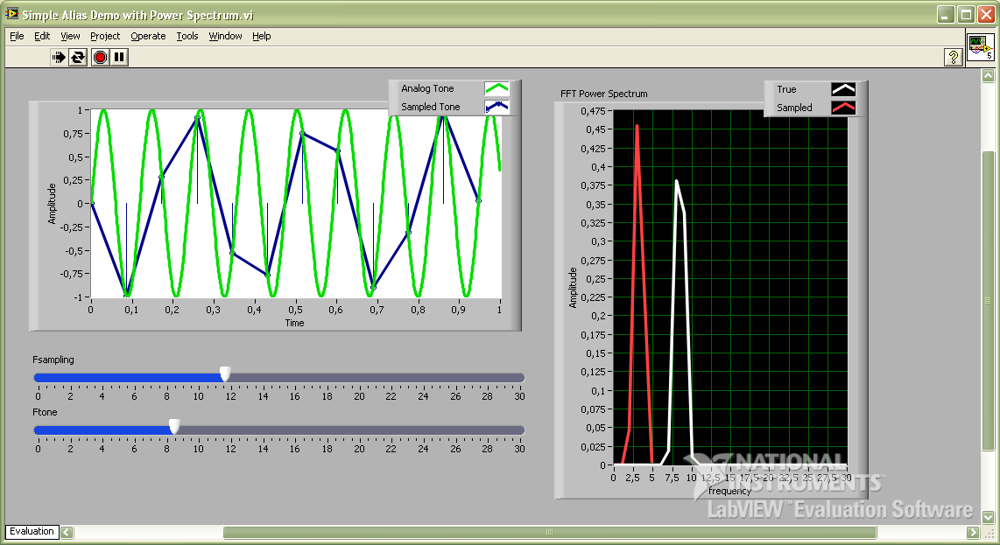 Simple Alias Demo with Power Spectrum.vi
File Edit View Project Operate Tools Window Help
5
Analog Tone
Sampled Tone
1
0,75
0,5
0,25
0
-0,25
-0,5
-0,75
-1
Amplitude
0 0,1 0,2 0,3 0,4 0,5 0,6 0,7 0,8 0,9 1
Time
FFT Power Spectrum
True
Sampled
0,475
0,45
0,425
0,4
0,375
0,35
0,325
0,3
0,275
0,25
0,225
0,2
0,175
0,15
0,125
0,1
0,075
0,05
0,025
0
Amplitude
0 2,5 5 7,5 10 12,5 15 17,5 20 22,5 25 27,5 30
frequency
Fsampling
0 2 4 6 8 10 12 14 16 18 20 22 24 26 28 30
Ftone
0 2 4 6 8 10 12 14 16 18 20 22 24 26 28 30
NATIONAL
INSTRUMENTS™
LabVIEW™ Evaluation Software
Evaluation